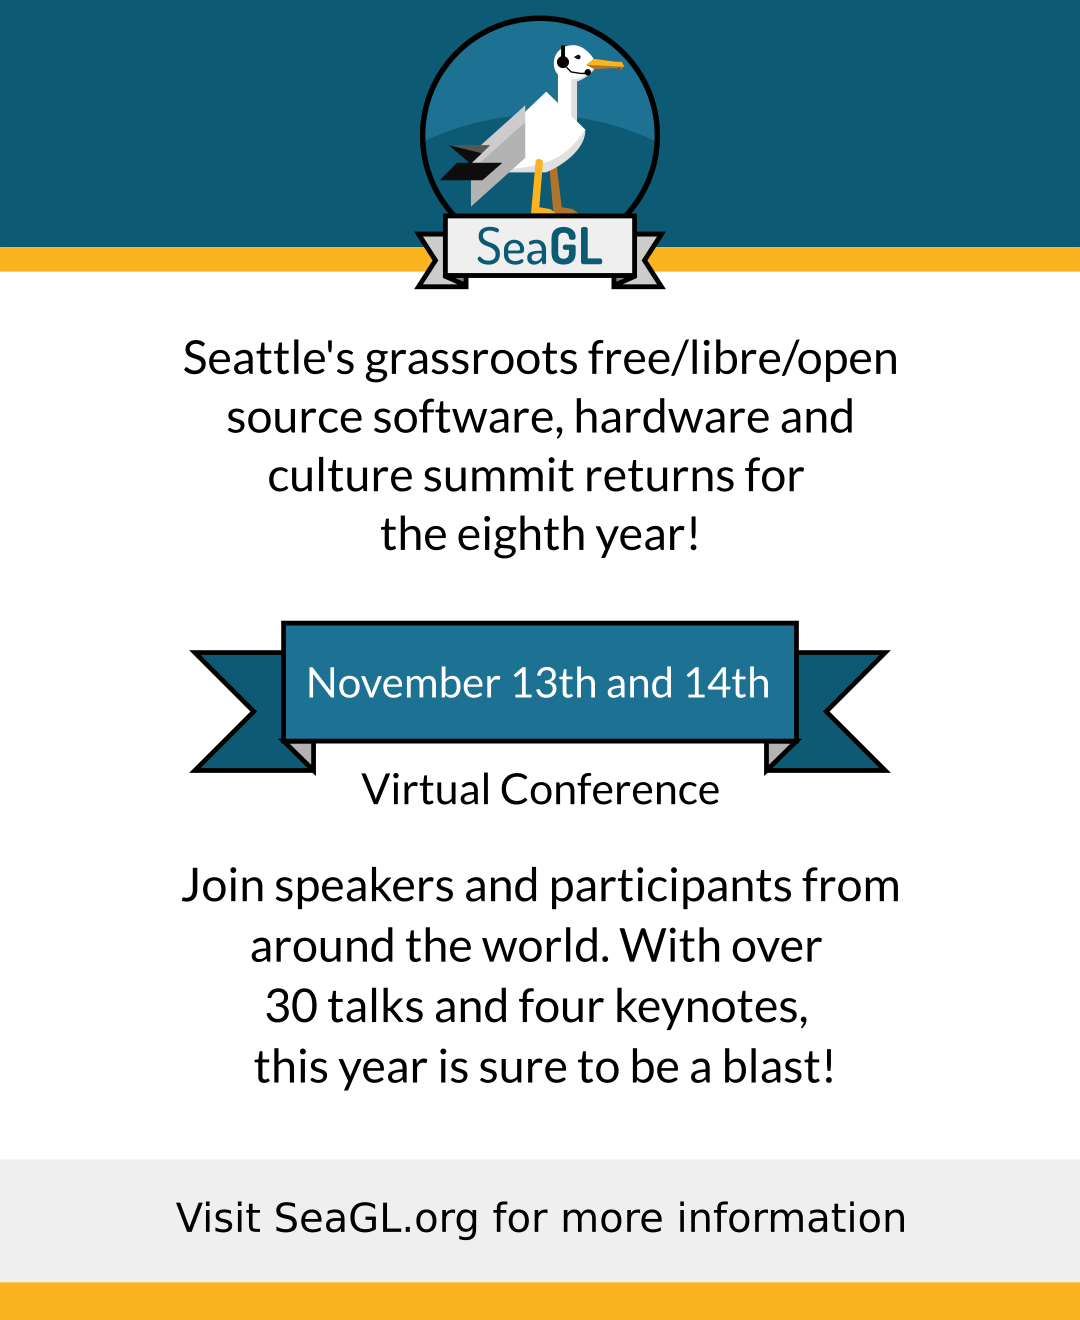 SeaGL
Seattle's grassroots free/libre/open
source software, hardware and
culture summit returns for
the eighth year!
November 13th and 14th
Virtual Conference
Join speakers and participants from
around the world. With over
30 talks and four keynotes,
this year is sure to be a blast!
Visit SeaGL.org for more information